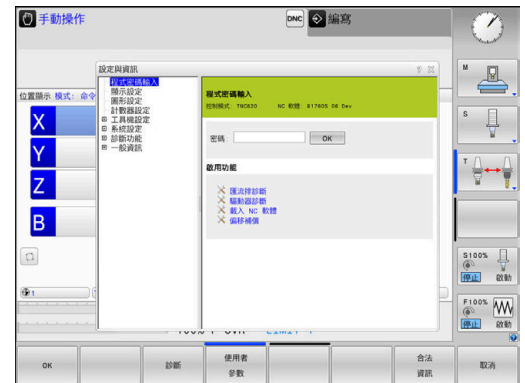 手動操作
DNC
編寫
設定與資訊
程式密碼輸入
顯示設定
圖形設定
計數器設定
工具機設定
系統設定
診斷功能
一般資訊
程式密碼輸入
控制模式: TNC620 NC 軟體: 817605 06 Dev
密碼:
OK
啟用功能
匯流排診斷
驅動器診斷
載入 NC 軟體
偏移補償
位置顯示 模式: 命令
X
Y
Z
B
1
M
S
T
S100%
停止 啟動
F100%
停止 啟動
OK
診斷
使用者
參數
合法
資訊
取消